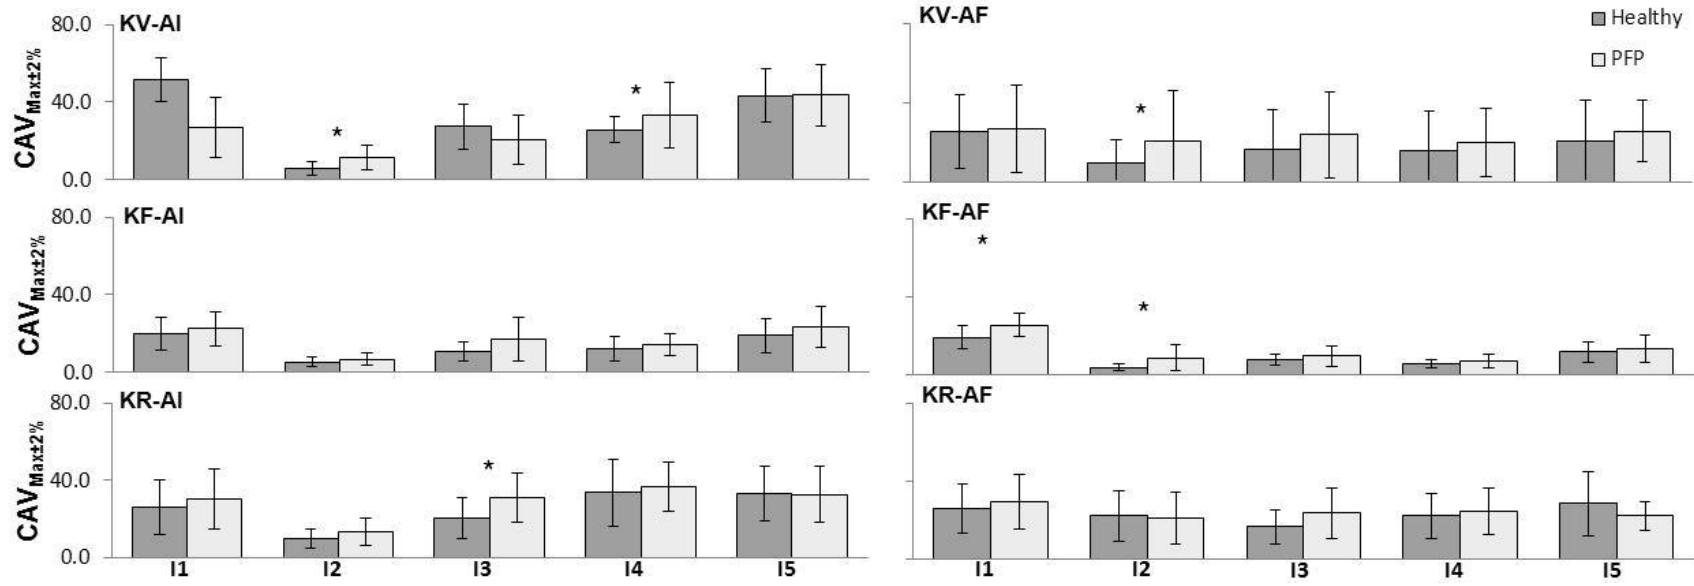 KV-AI
80.0
40.0
0.0
CAVMax±2%
*
*
KV-AF
*
Healthy
PFP
KF-AI
80.0
40.0
0.0
CAVMax±2%
KF-AF
*
*
KR-AI
80.0
40.0
0.0
CAVMax±2%
*
I1 I2 I3 I4 I5
KR-AF
I1 I2 I3 I4 I5